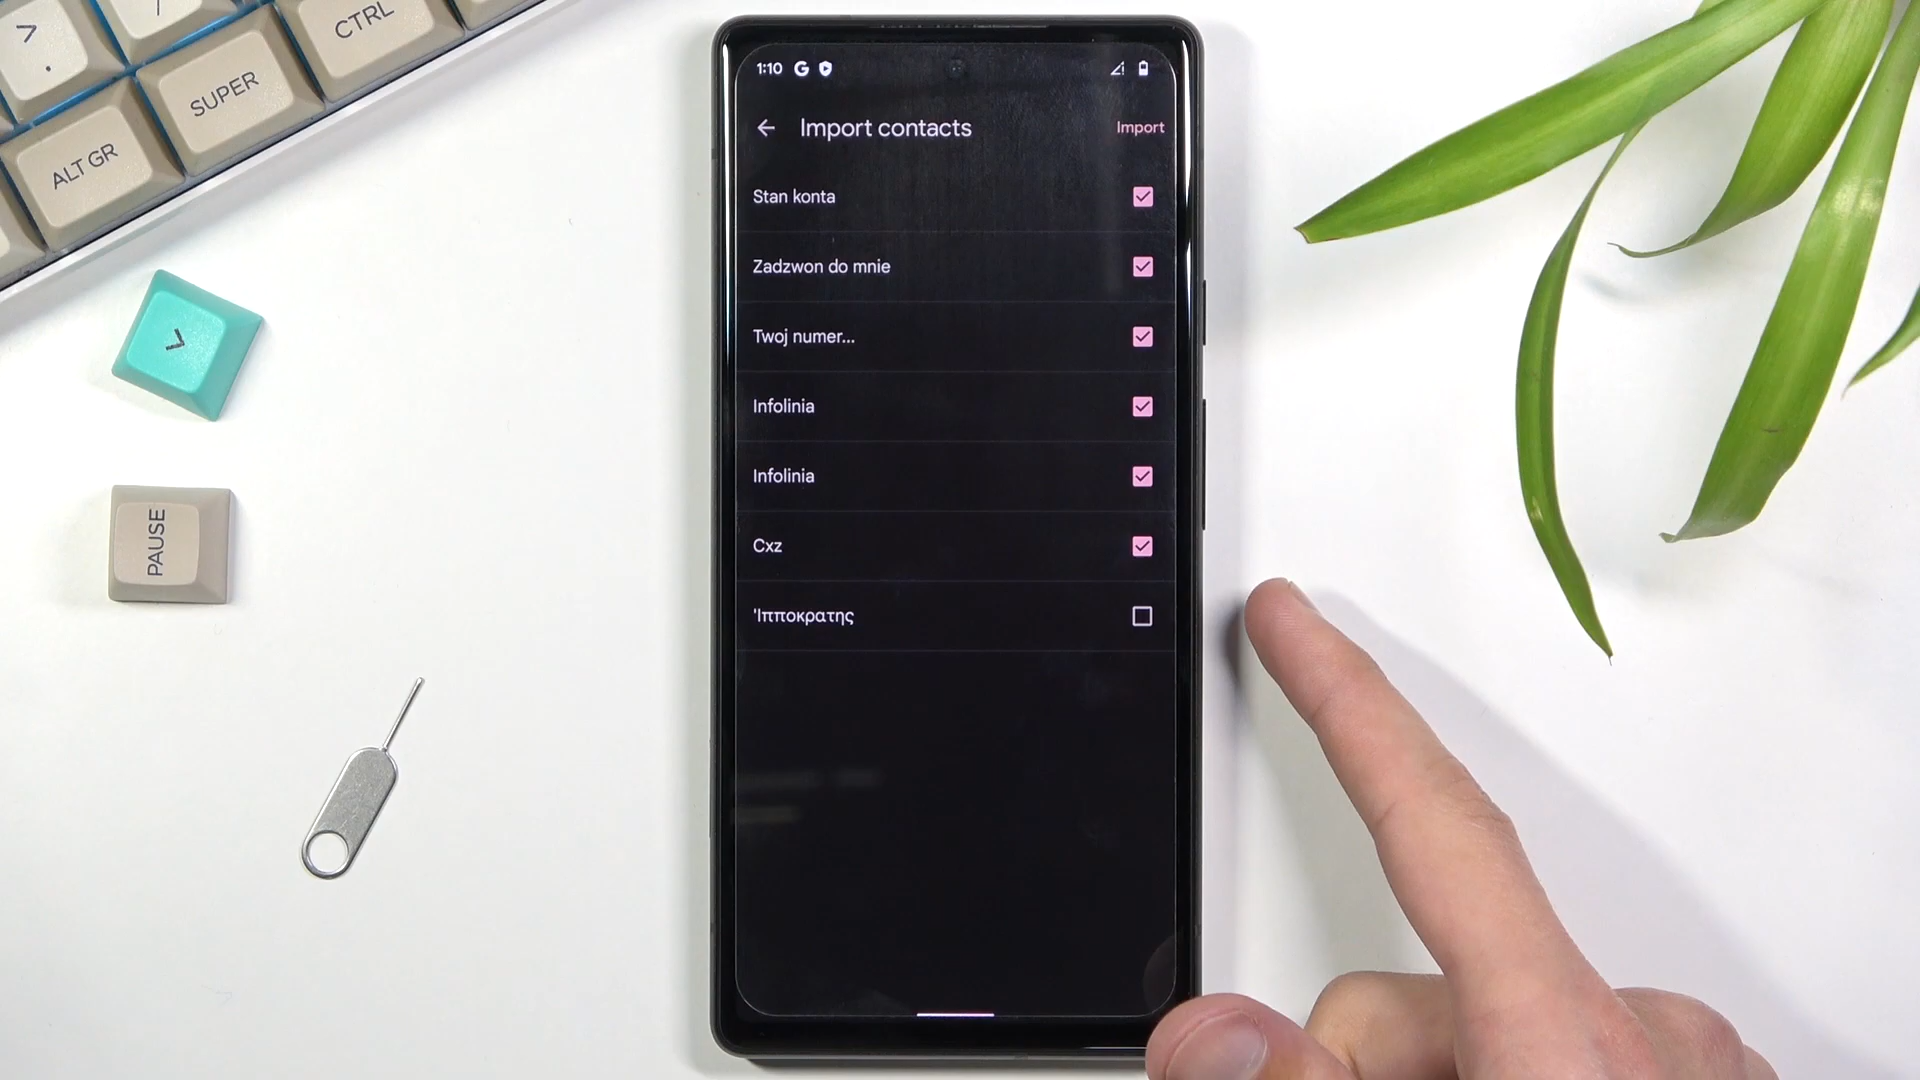 CTRL
SUPER
ALT GR
PAUSE
1:10 G
Import contacts
Import
Stan konta
Zadzwon do mnie
Twoj numer...
Infolinia
Infolinia
Cxz
'Ιπποκρατης